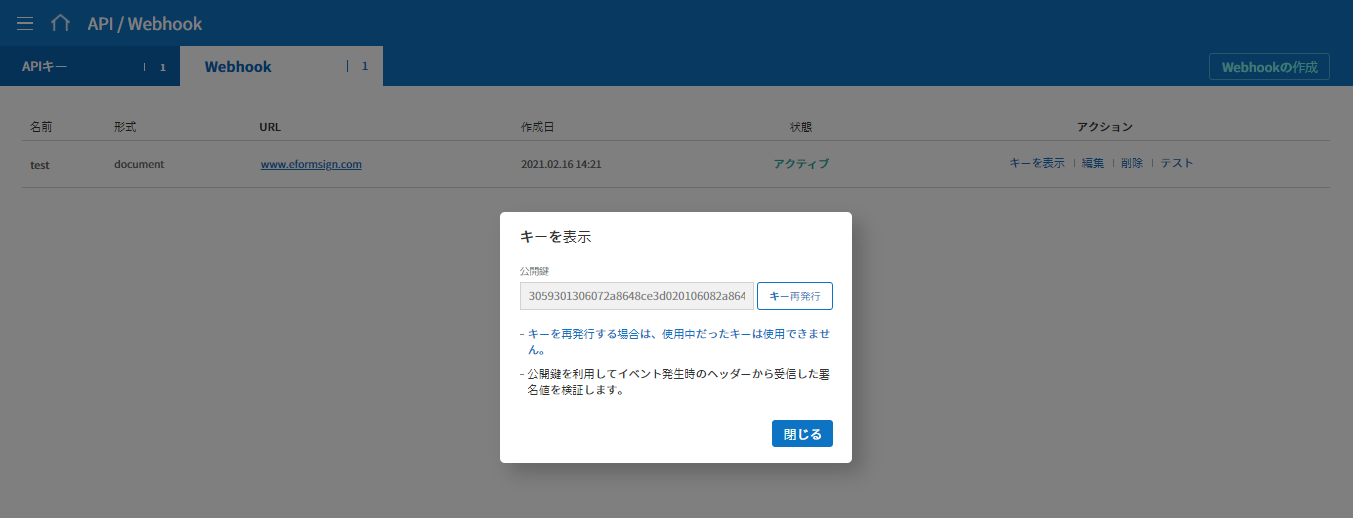 API / Webhook
APIキー 1 Webhook 1 Webhookの作成
名前 形式 URL 作成日 状態 アクション
test document www.eformsign.com 2021.02.16 14:21 アクティブ キーを表示 | 編集 | 削除 | テスト
キーを表示
公開鍵
3059301306072a8648ce3d020106082a864 キー再発行
- キーを再発行する場合は、使用中だったキーは使用できませ
ん。
- 公開鍵を利用してイベント発生時のヘッダーから受信した署
名値を検証します。
閉じる